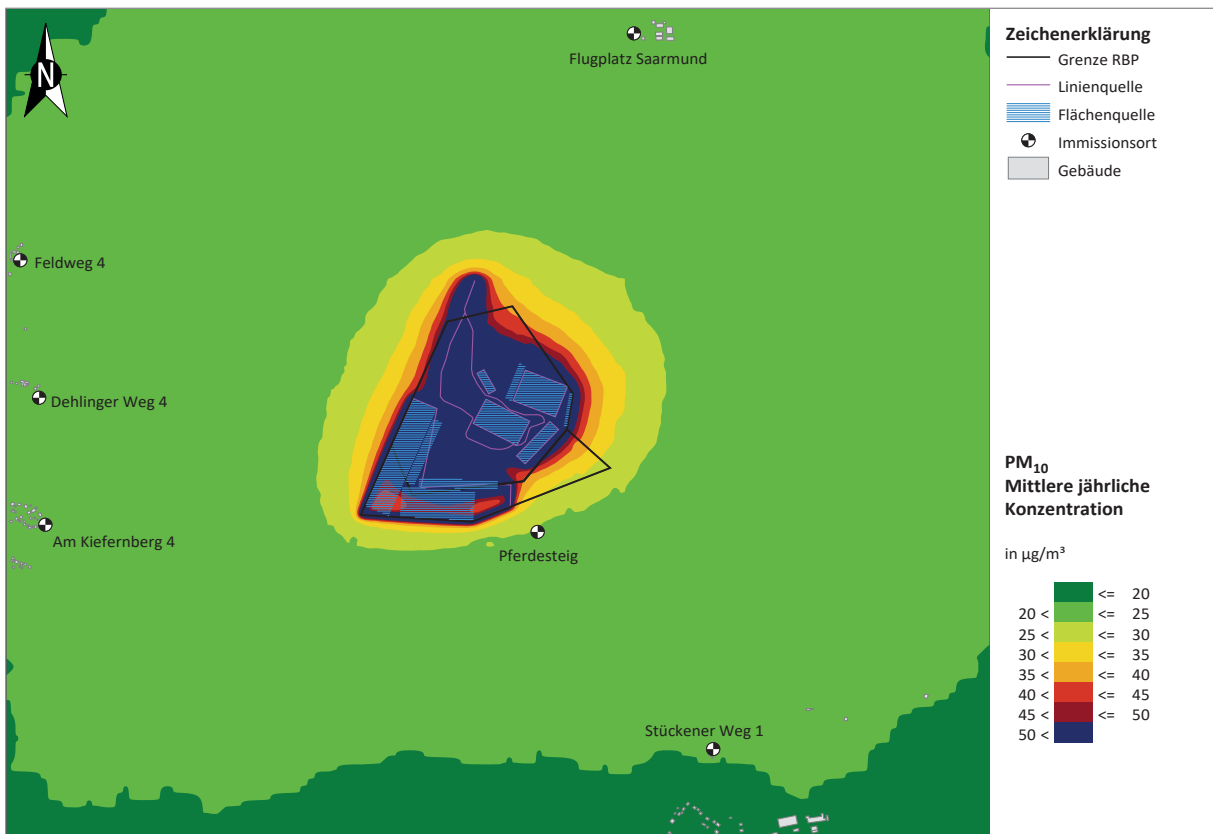 N
Flugplatz Saarmund
Feldweg 4
Dehlinger Weg 4
Am Kiefernberg 4
Pferdesteig
Stückener Weg 1
Zeichenerklärung
Grenze RBP
Linienquelle
Flächenquelle
Immissionsort
Gebäude
PM₁₀
Mittlere jährliche
Konzentration
in µg/m³
<= 20
20 < <= 25
25 < <= 30
30 < <= 35
35 < <= 40
40 < <= 45
45 < <= 50
50 <